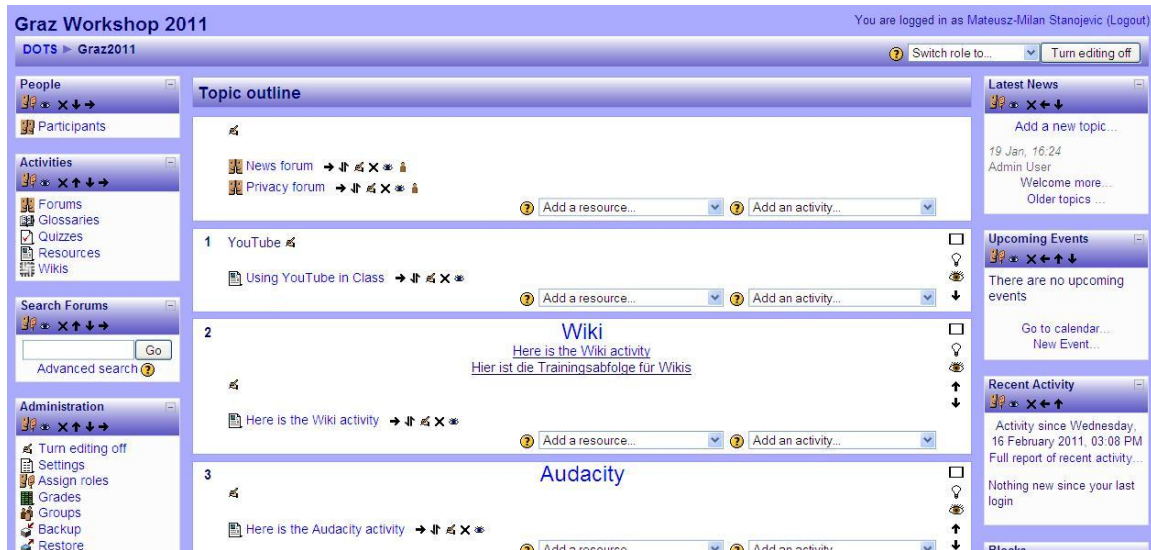 Graz Workshop 2011
You are logged in as Mateusz-Milan Stanojevic (Logout)
DOTS ► Graz2011
Switch role to...
Turn editing off
People
Participants
Activities
Forums
Glossaries
Quizzes
Resources
Wikis
Search Forums
Go
Advanced search
Administration
Turn editing off
Settings
Assign roles
Grades
Groups
Backup
Restore
Topic outline
News forum
Privacy forum
Add a resource...
Add an activity...
1 YouTube
Using YouTube in Class
Add a resource...
Add an activity...
2 Wiki
Here is the Wiki activity
Hier ist die Trainingsabfolge für Wikis
Here is the Wiki activity
Add a resource...
Add an activity...
3 Audacity
Here is the Audacity activity
Add a resource...
Add an activity...
Latest News
Add a new topic...
19 Jan, 16:24
Admin User
Welcome more...
Older topics ...
Upcoming Events
There are no upcoming
events
Go to calendar...
New Event...
Recent Activity
Activity since Wednesday,
16 February 2011, 03:08 PM
Full report of recent activity...
Nothing new since your last
login
Blocks